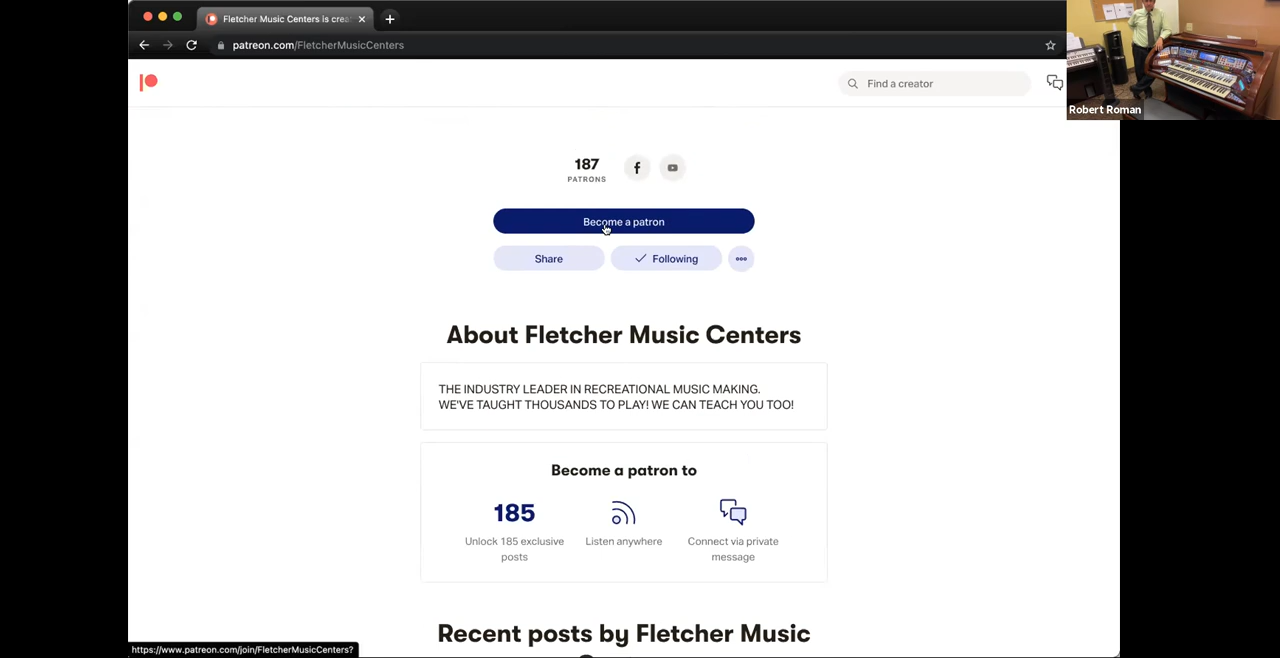 Fletcher Music Centers is crea
patreon.com/FletcherMusicCenters
Find a creator
Robert Roman
187
PATRONS
Become a patron
Share
Following
About Fletcher Music Centers
THE INDUSTRY LEADER IN RECREATIONAL MUSIC MAKING.
WE'VE TAUGHT THOUSANDS TO PLAY! WE CAN TEACH YOU TOO!
Become a patron to
185
Unlock 185 exclusive
posts
Listen anywhere
Connect via private
message
Recent posts by Fletcher Music
https://www.patreon.com/join/FletcherMusicCenters?